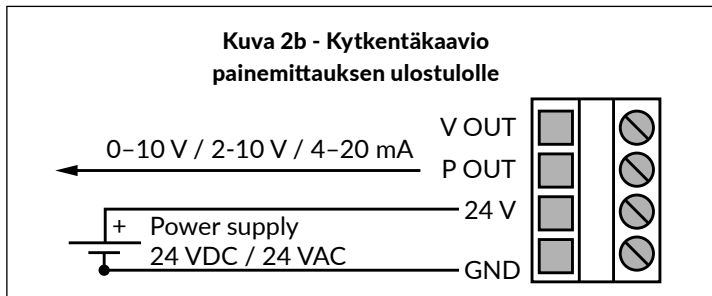 Kuva 2b - Kytkentäkaavio
painemittauksen ulostulolle
V OUT
0–10 V / 2-10 V / 4–20 mA
P OUT
24 V
+ Power supply
24 VDC / 24 VAC
GND